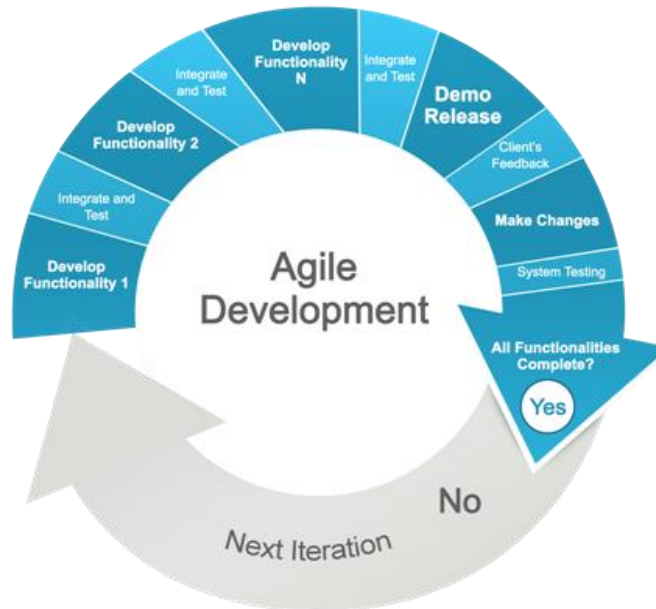 Develop
Functionality 1
Integrate and
Test
Develop
Functionality 2
Integrate
and Test
Develop
Functionality
N
Integrate
and Test
Demo
Release
Client's
Feedback
Make Changes
System Testing
All Functionalities
Complete?
Yes
No
Next Iteration
Agile
Development